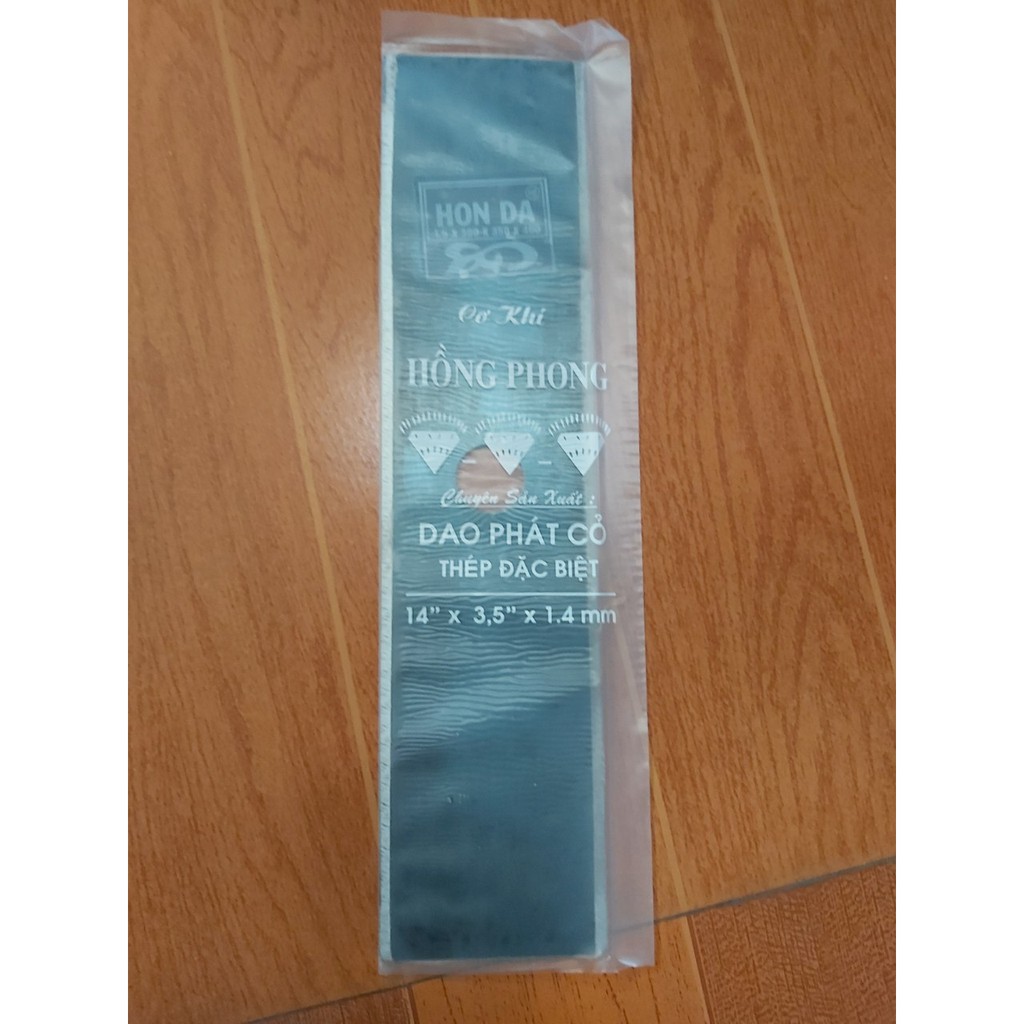 HON DA
Cơ Khí
HỒNG PHONG
Chuyên Sản Xuất :
DAO PHÁT CỎ
THÉP ĐẶC BIỆT
14" x 3,5" x 1.4 mm